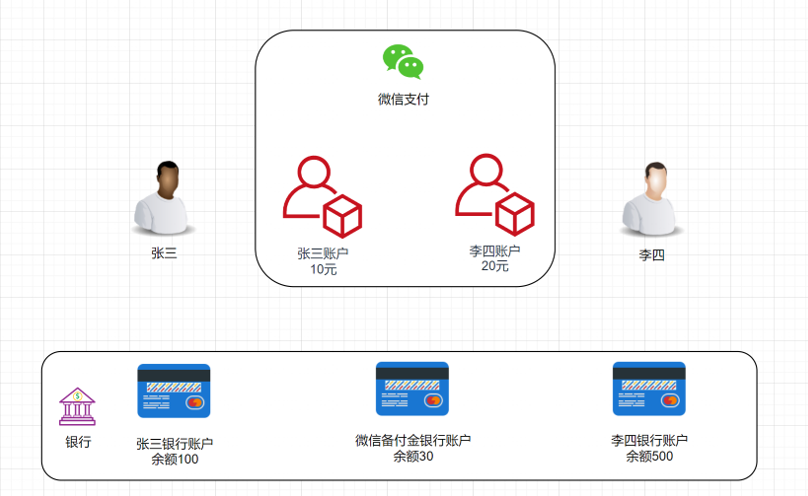 微信支付
张三
张三账户
10元
李四账户
20元
李四
银行
张三银行账户
余额100
微信备付金银行账户
余额30
李四银行账户
余额500